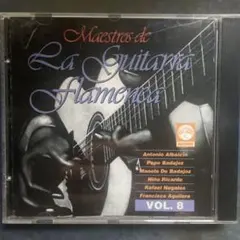 Maestros de
La Guitarra
Flamenca
Antonio Albaicin
Pepe Badajoz
Manolo De Badajoz
Niño Ricardo
Rafael Nogales
Francisco Aguilera
VOL. 8